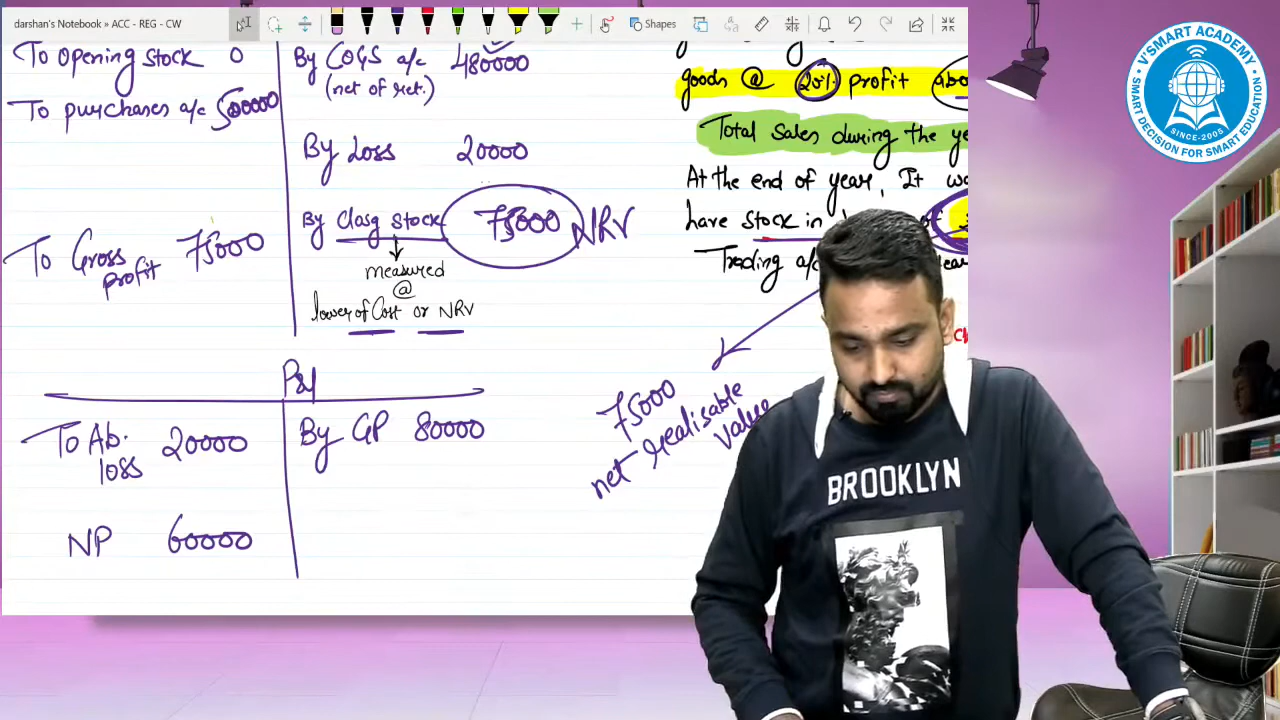 darshan's Notebook » ACC - REG - CW
Shapes
To Opening stock 0
To purchases a/c 500000
To Gross profit 75000
By COGS a/c 480000
(net of ret.)
By Loss 20000
By Closg stock 75000 NRV
measured
@
lower of Cost or NRV
P&L
To Ab. loss 20000
By GP 80000
NP 60000
goods @ 20% profit abo
Total Sales during the ye
At the end of year, It wa
have stock in
Trading a/c
75000
net realisable
value
BROOKLYN
V'SMART ACADEMY
SINCE-2005
SMART DECISION FOR SMART EDUCATION